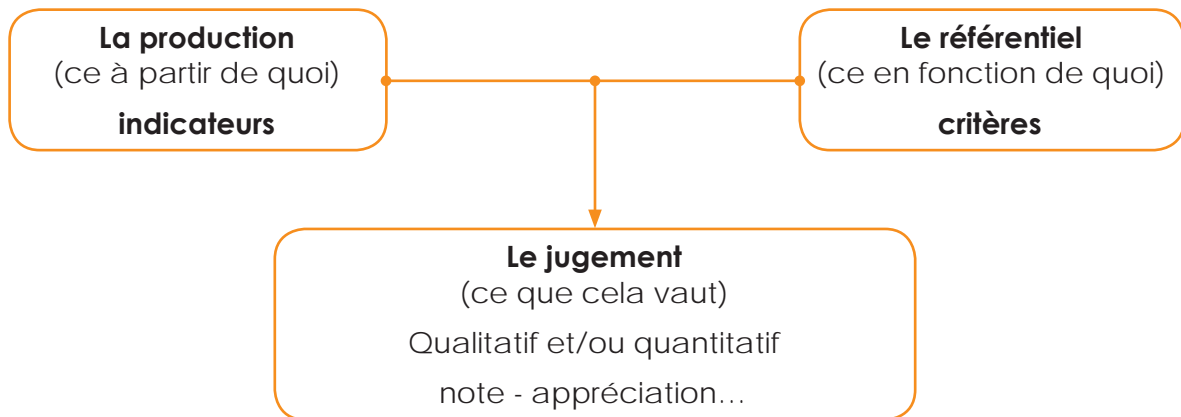 La production
(ce à partir de quoi)
indicateurs
Le référentiel
(ce en fonction de quoi)
critères
Le jugement
(ce que cela vaut)
Qualitatif et/ou quantitatif
note - appréciation…